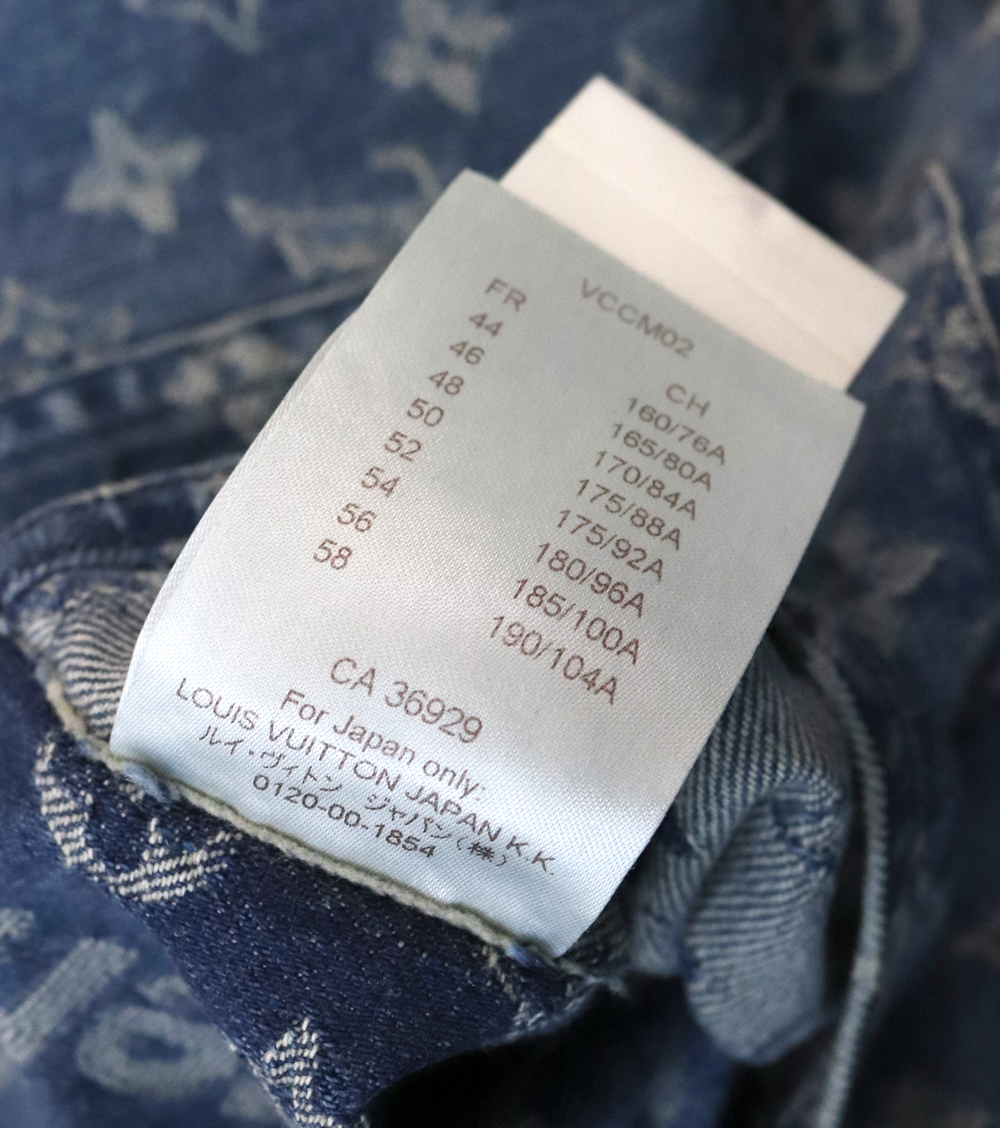 VCCM02
FR CH
44 160/76A
46 165/80A
48 170/84A
50 175/88A
52 175/92A
54 180/96A
56 185/100A
58 190/104A
CA 36929
For Japan only:
LOUIS VUITTON JAPAN K.K.
ルイ・ヴィトン ジャパン(株)
0120-00-1854